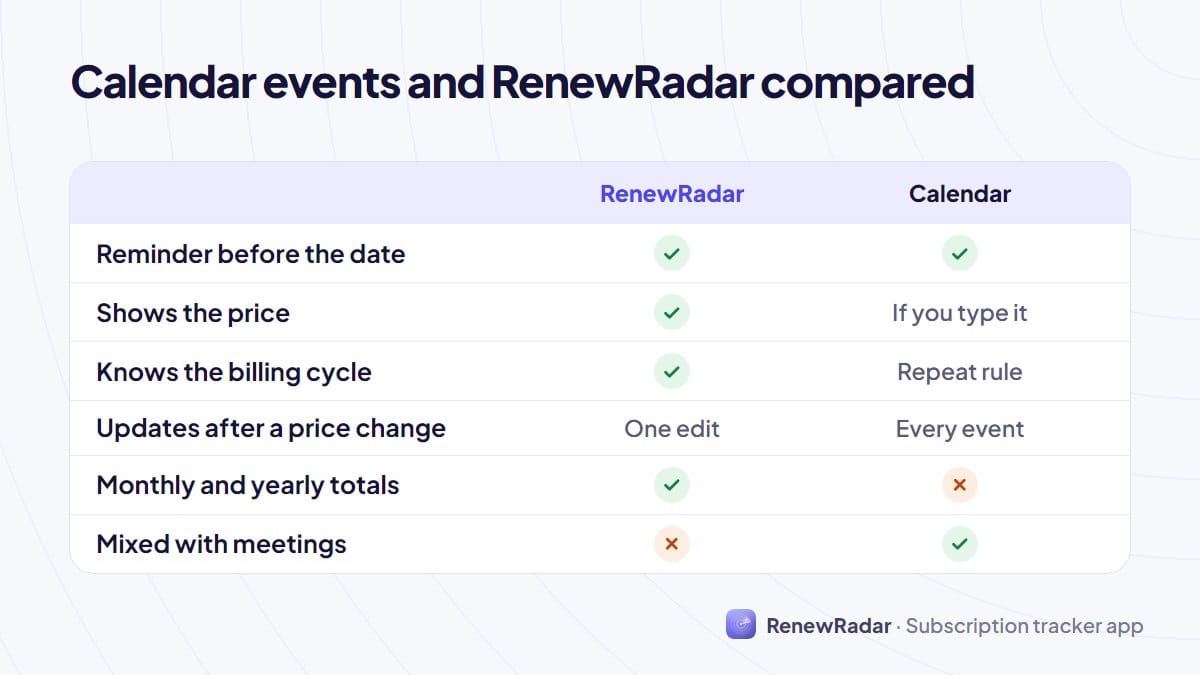 Calendar events and RenewRadar compared
RenewRadar Calendar
Reminder before the date
Shows the price If you type it
Knows the billing cycle Repeat rule
Updates after a price change One edit Every event
Monthly and yearly totals
Mixed with meetings
RenewRadar · Subscription tracker app